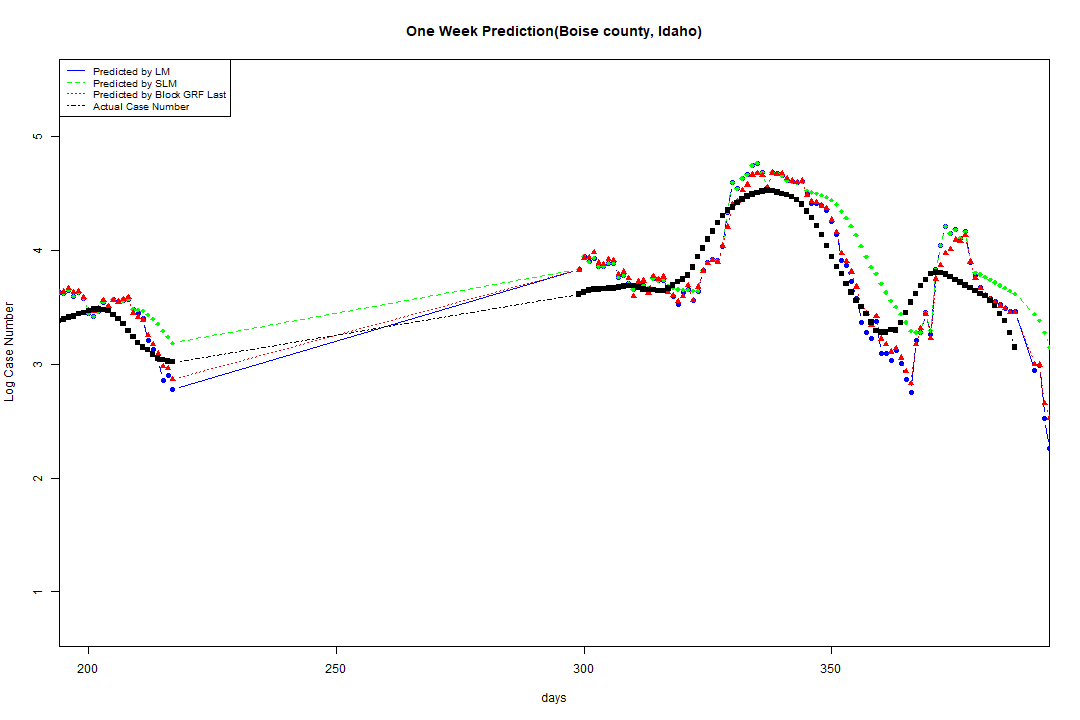 One Week Prediction(Boise county, Idaho)
Predicted by LM
Predicted by SLM
Predicted by Block GRF Last
Actual Case Number
5
4
3
2
1
Log Case Number
200 250 300 350
days